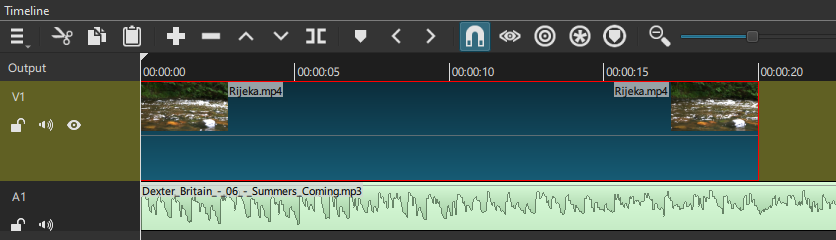 Timeline
Output
00:00:00 00:00:05 00:00:10 00:00:15 00:00:20
V1
Rijeka.mp4 Rijeka.mp4
A1
Dexter_Britain_-_06_-_Summers_Coming.mp3